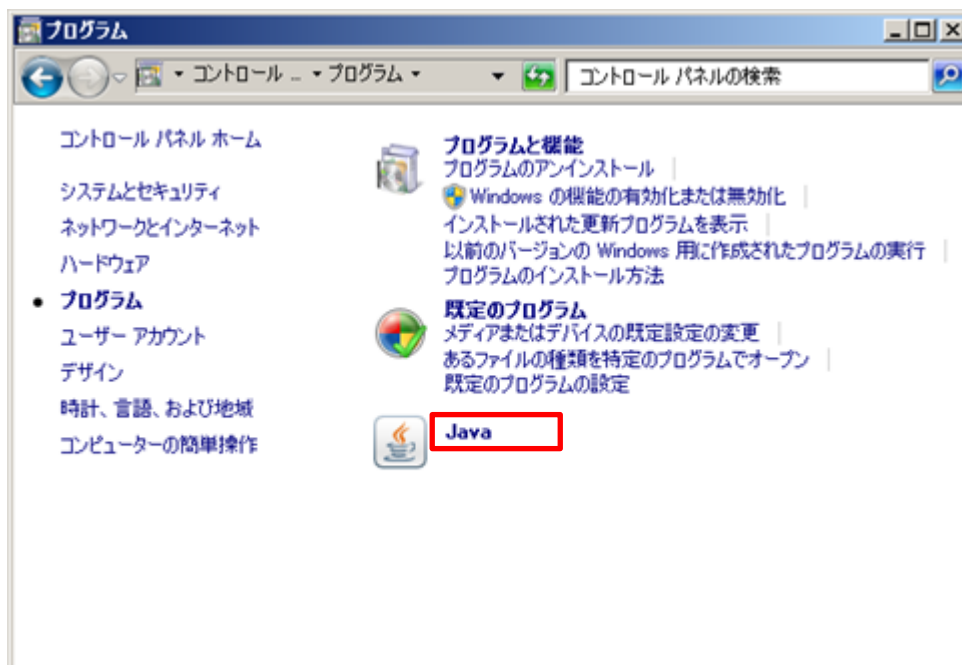 プログラム
コントロール ... プログラム
コントロール パネルの検索
コントロール パネル ホーム
システムとセキュリティ
ネットワークとインターネット
ハードウェア
プログラム
ユーザー アカウント
デザイン
時計、言語、および地域
コンピューターの簡単操作
プログラムと機能
プログラムのアンインストール
Windows の機能の有効化または無効化
インストールされた更新プログラムを表示
以前のバージョンの Windows 用に作成されたプログラムの実行
プログラムのインストール方法
既定のプログラム
メディアまたはデバイスの既定設定の変更
あるファイルの種類を特定のプログラムでオープン
既定のプログラムの設定
Java